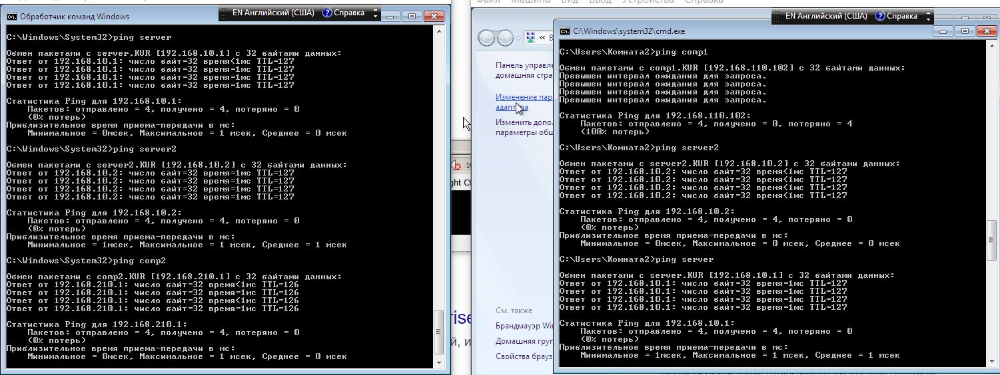 Обработчик команд Windows
EN Английский (США) Справка
C:\Windows\System32>ping server
Обмен пакетами с server.KUR [192.168.10.1] с 32 байтами данных:
Ответ от 192.168.10.1: число байт=32 время<1мс TTL=127
Ответ от 192.168.10.1: число байт=32 время=1мс TTL=127
Ответ от 192.168.10.1: число байт=32 время=1мс TTL=127
Ответ от 192.168.10.1: число байт=32 время=1мс TTL=127
Статистика Ping для 192.168.10.1:
Пакетов: отправлено = 4, получено = 4, потеряно = 0
(0% потерь)
Приблизительное время приема-передачи в мс:
Минимальное = 0мсек, Максимальное = 1 мсек, Среднее = 0 мсек
C:\Windows\System32>ping server2
Обмен пакетами с server2.KUR [192.168.10.2] с 32 байтами данных:
Ответ от 192.168.10.2: число байт=32 время=1мс TTL=127
Ответ от 192.168.10.2: число байт=32 время=1мс TTL=127
Ответ от 192.168.10.2: число байт=32 время=1мс TTL=127
Ответ от 192.168.10.2: число байт=32 время=1мс TTL=127
Статистика Ping для 192.168.10.2:
Пакетов: отправлено = 4, получено = 4, потеряно = 0
(0% потерь)
Приблизительное время приема-передачи в мс:
Минимальное = 1мсек, Максимальное = 1 мсек, Среднее = 1 мсек
C:\Windows\System32>ping comp2
Обмен пакетами с comp2.KUR [192.168.210.1] с 32 байтами данных:
Ответ от 192.168.210.1: число байт=32 время<1мс TTL=126
Ответ от 192.168.210.1: число байт=32 время=1мс TTL=126
Ответ от 192.168.210.1: число байт=32 время<1мс TTL=126
Ответ от 192.168.210.1: число байт=32 время=1мс TTL=126
Статистика Ping для 192.168.210.1:
Пакетов: отправлено = 4, получено = 4, потеряно = 0
(0% потерь)
Приблизительное время приема-передачи в мс:
Минимальное = 0мсек, Максимальное = 1 мсек, Среднее = 0 мсек
ght Ct
rise
й, и
Файл Машина Вид Ввод Устройства Справка
« В
Панель управле
домашняя стра
Изменение пар
адаптера
Изменить допол
параметры общ
См. также
Брандмауэр Win
Домашняя груп
Свойства брауз
EN Английский (США) Справка
C:\Windows\system32\cmd.exe
C:\Users\Комната2>ping comp1
Обмен пакетами с comp1.KUR [192.168.110.102] с 32 байтами данных:
Превышен интервал ожидания для запроса.
Превышен интервал ожидания для запроса.
Превышен интервал ожидания для запроса.
Превышен интервал ожидания для запроса.
Статистика Ping для 192.168.110.102:
Пакетов: отправлено = 4, получено = 0, потеряно = 4
(100% потерь)
C:\Users\Комната2>ping server2
Обмен пакетами с server2.KUR [192.168.10.2] с 32 байтами данных:
Ответ от 192.168.10.2: число байт=32 время<1мс TTL=127
Ответ от 192.168.10.2: число байт=32 время<1мс TTL=127
Ответ от 192.168.10.2: число байт=32 время<1мс TTL=127
Ответ от 192.168.10.2: число байт=32 время<1мс TTL=127
Статистика Ping для 192.168.10.2:
Пакетов: отправлено = 4, получено = 4, потеряно = 0
(0% потерь)
Приблизительное время приема-передачи в мс:
Минимальное = 0мсек, Максимальное = 0 мсек, Среднее = 0 мсек
C:\Users\Комната2>ping server
Обмен пакетами с server.KUR [192.168.10.1] с 32 байтами данных:
Ответ от 192.168.10.1: число байт=32 время=1мс TTL=127
Ответ от 192.168.10.1: число байт=32 время=1мс TTL=127
Ответ от 192.168.10.1: число байт=32 время=1мс TTL=127
Ответ от 192.168.10.1: число байт=32 время=1мс TTL=127
Статистика Ping для 192.168.10.1:
Пакетов: отправлено = 4, получено = 4, потеряно = 0
(0% потерь)
Приблизительное время приема-передачи в мс:
Минимальное = 1мсек, Максимальное = 1 мсек, Среднее = 1 мсек